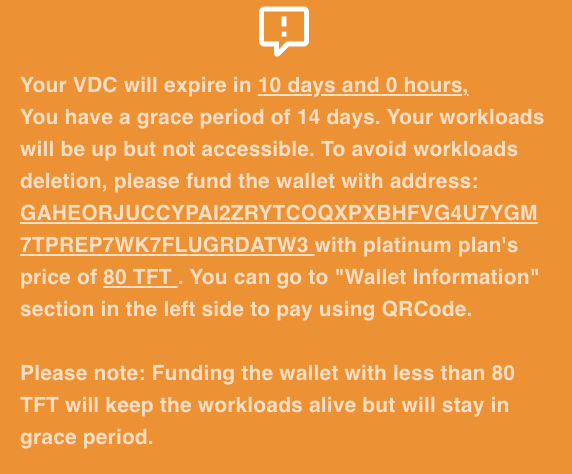 Your VDC will expire in 10 days and 0 hours,
You have a grace period of 14 days. Your workloads
will be up but not accessible. To avoid workloads
deletion, please fund the wallet with address:
GAHEORJUCCYPAI2ZRYTCOQXPXBHFVG4U7YGM
7TPREP7WK7FLUGRDATW3 with platinum plan's
price of 80 TFT . You can go to "Wallet Information"
section in the left side to pay using QRCode.
Please note: Funding the wallet with less than 80
TFT will keep the workloads alive but will stay in
grace period.